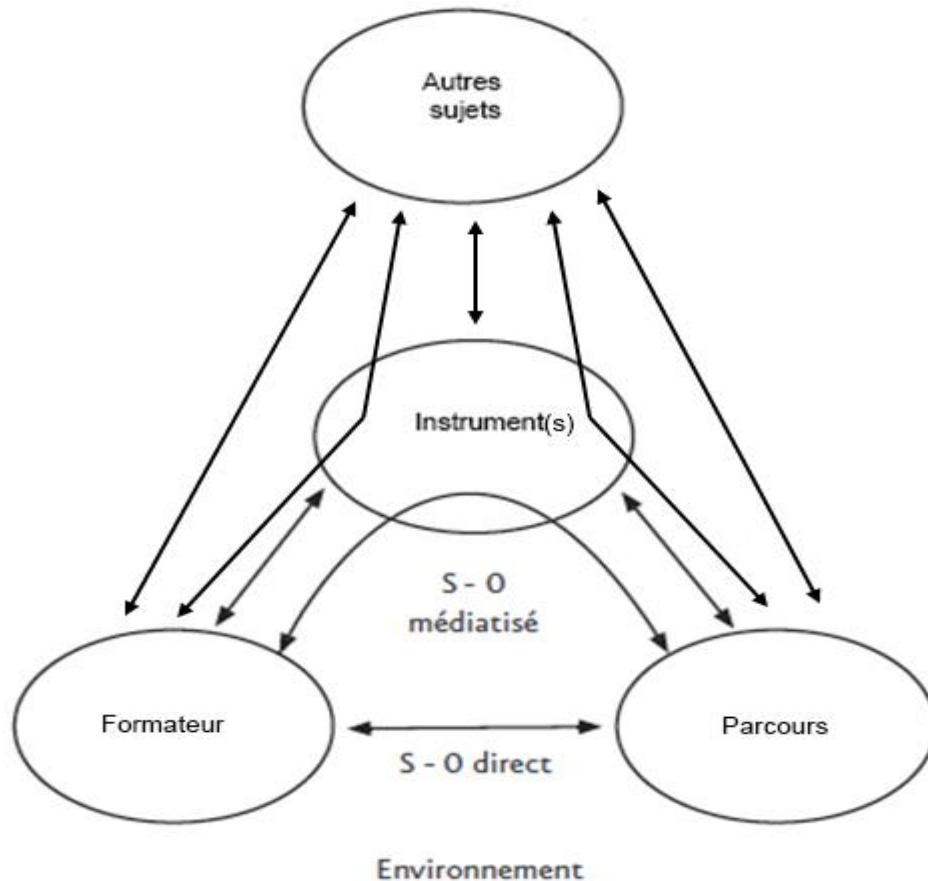 Autres
sujets
Instrument(s)
S - O
médiatisé
Formateur
Parcours
S - O direct
Environnement